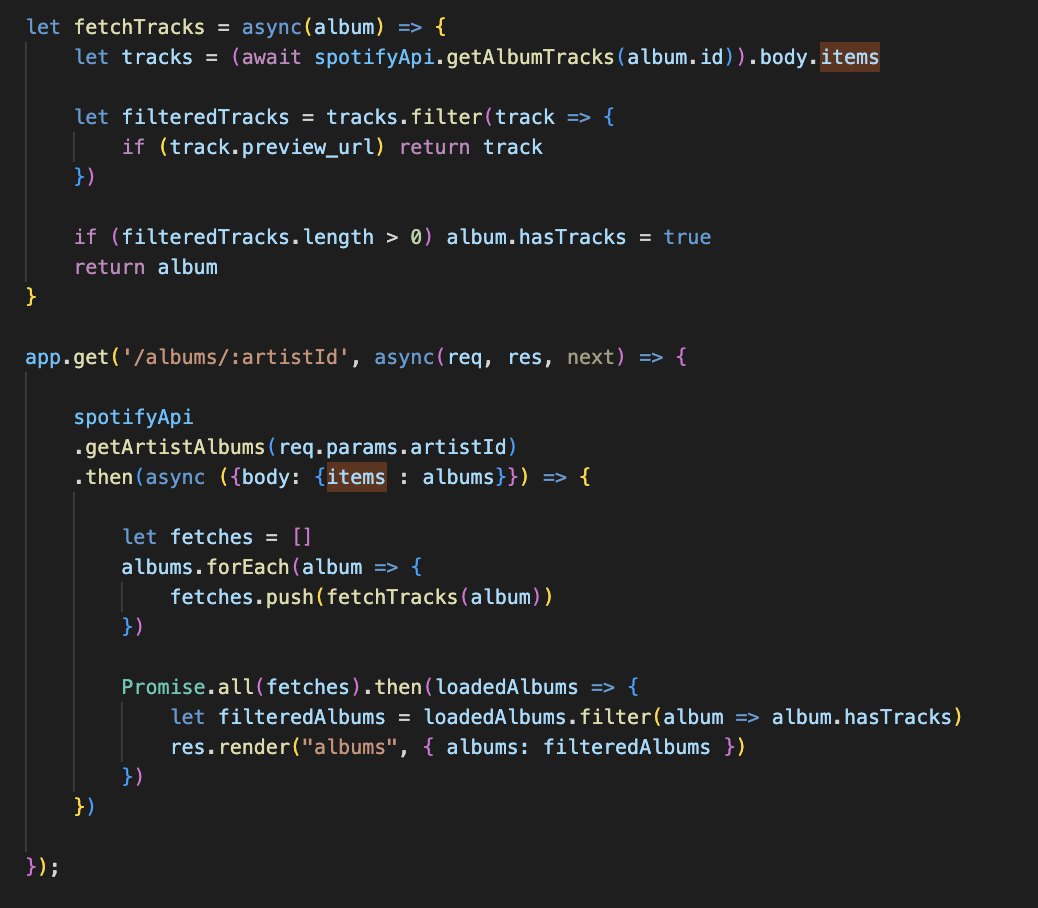 let fetchTracks = async(album) => {
    let tracks = (await spotifyApi.getAlbumTracks(album.id)).body.items

    let filteredTracks = tracks.filter(track => {
        if (track.preview_url) return track
    })

    if (filteredTracks.length > 0) album.hasTracks = true
    return album
}

app.get('/albums/:artistId', async(req, res, next) => {

    spotifyApi
    .getArtistAlbums(req.params.artistId)
    .then(async ({body: {items : albums}}) => {

        let fetches = []
        albums.forEach(album => {
            fetches.push(fetchTracks(album))
        })

        Promise.all(fetches).then(loadedAlbums => {
            let filteredAlbums = loadedAlbums.filter(album => album.hasTracks)
            res.render("albums", { albums: filteredAlbums })
        })
    })

});